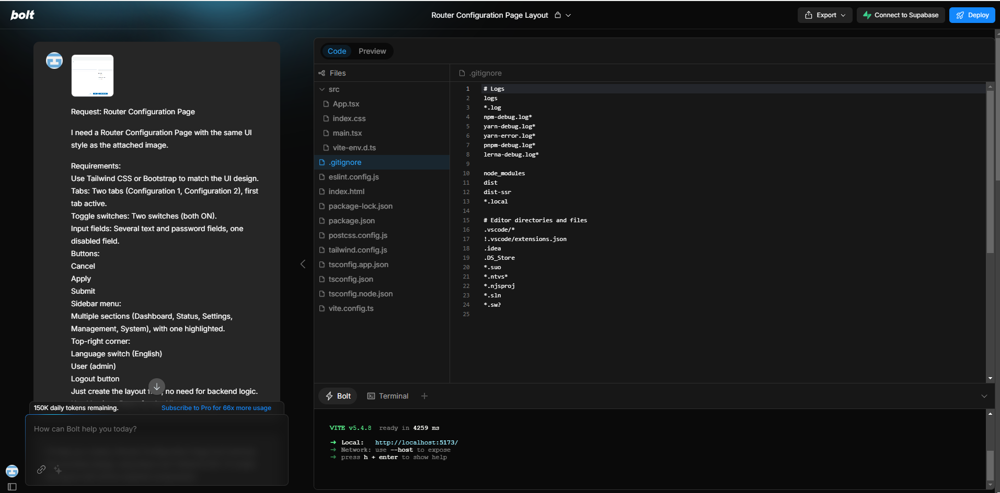 bolt
Router Configuration Page Layout
Export
Connect to Supabase
Deploy
Request: Router Configuration Page
I need a Router Configuration Page with the same UI
style as the attached image.
Requirements:
Use Tailwind CSS or Bootstrap to match the UI design.
Tabs: Two tabs (Configuration 1, Configuration 2), first
tab active.
Toggle switches: Two switches (both ON).
Input fields: Several text and password fields, one
disabled field.
Buttons:
Cancel
Apply
Submit
Sidebar menu:
Multiple sections (Dashboard, Status, Settings,
Management, System), with one highlighted.
Top-right corner:
Language switch (English)
User (admin)
Logout button
Just create the layout no need for backend logic.
150K daily tokens remaining.
Subscribe to Pro for 66x more usage
How can Bolt help you today?
Code
Preview
Files
src
App.tsx
index.css
main.tsx
vite-env.d.ts
.gitignore
eslint.config.js
index.html
package-lock.json
package.json
postcss.config.js
tailwind.config.js
tsconfig.app.json
tsconfig.json
tsconfig.node.json
vite.config.ts
.gitignore
1 # Logs
2 logs
3 *.log
4 npm-debug.log*
5 yarn-debug.log*
6 yarn-error.log*
7 pnpm-debug.log*
8 lerna-debug.log*
9
10 node_modules
11 dist
12 dist-ssr
13 *.local
14
15 # Editor directories and files
16 .vscode/*
17 !.vscode/extensions.json
18 .idea
19 .DS_Store
20 *.suo
21 *.ntvs*
22 *.njsproj
23 *.sln
24 *.sw?
25
Bolt
Terminal
VITE v5.4.8 ready in 4259 ms
➜ Local: http://localhost:5173/
➜ Network: use --host to expose
➜ press h + enter to show help